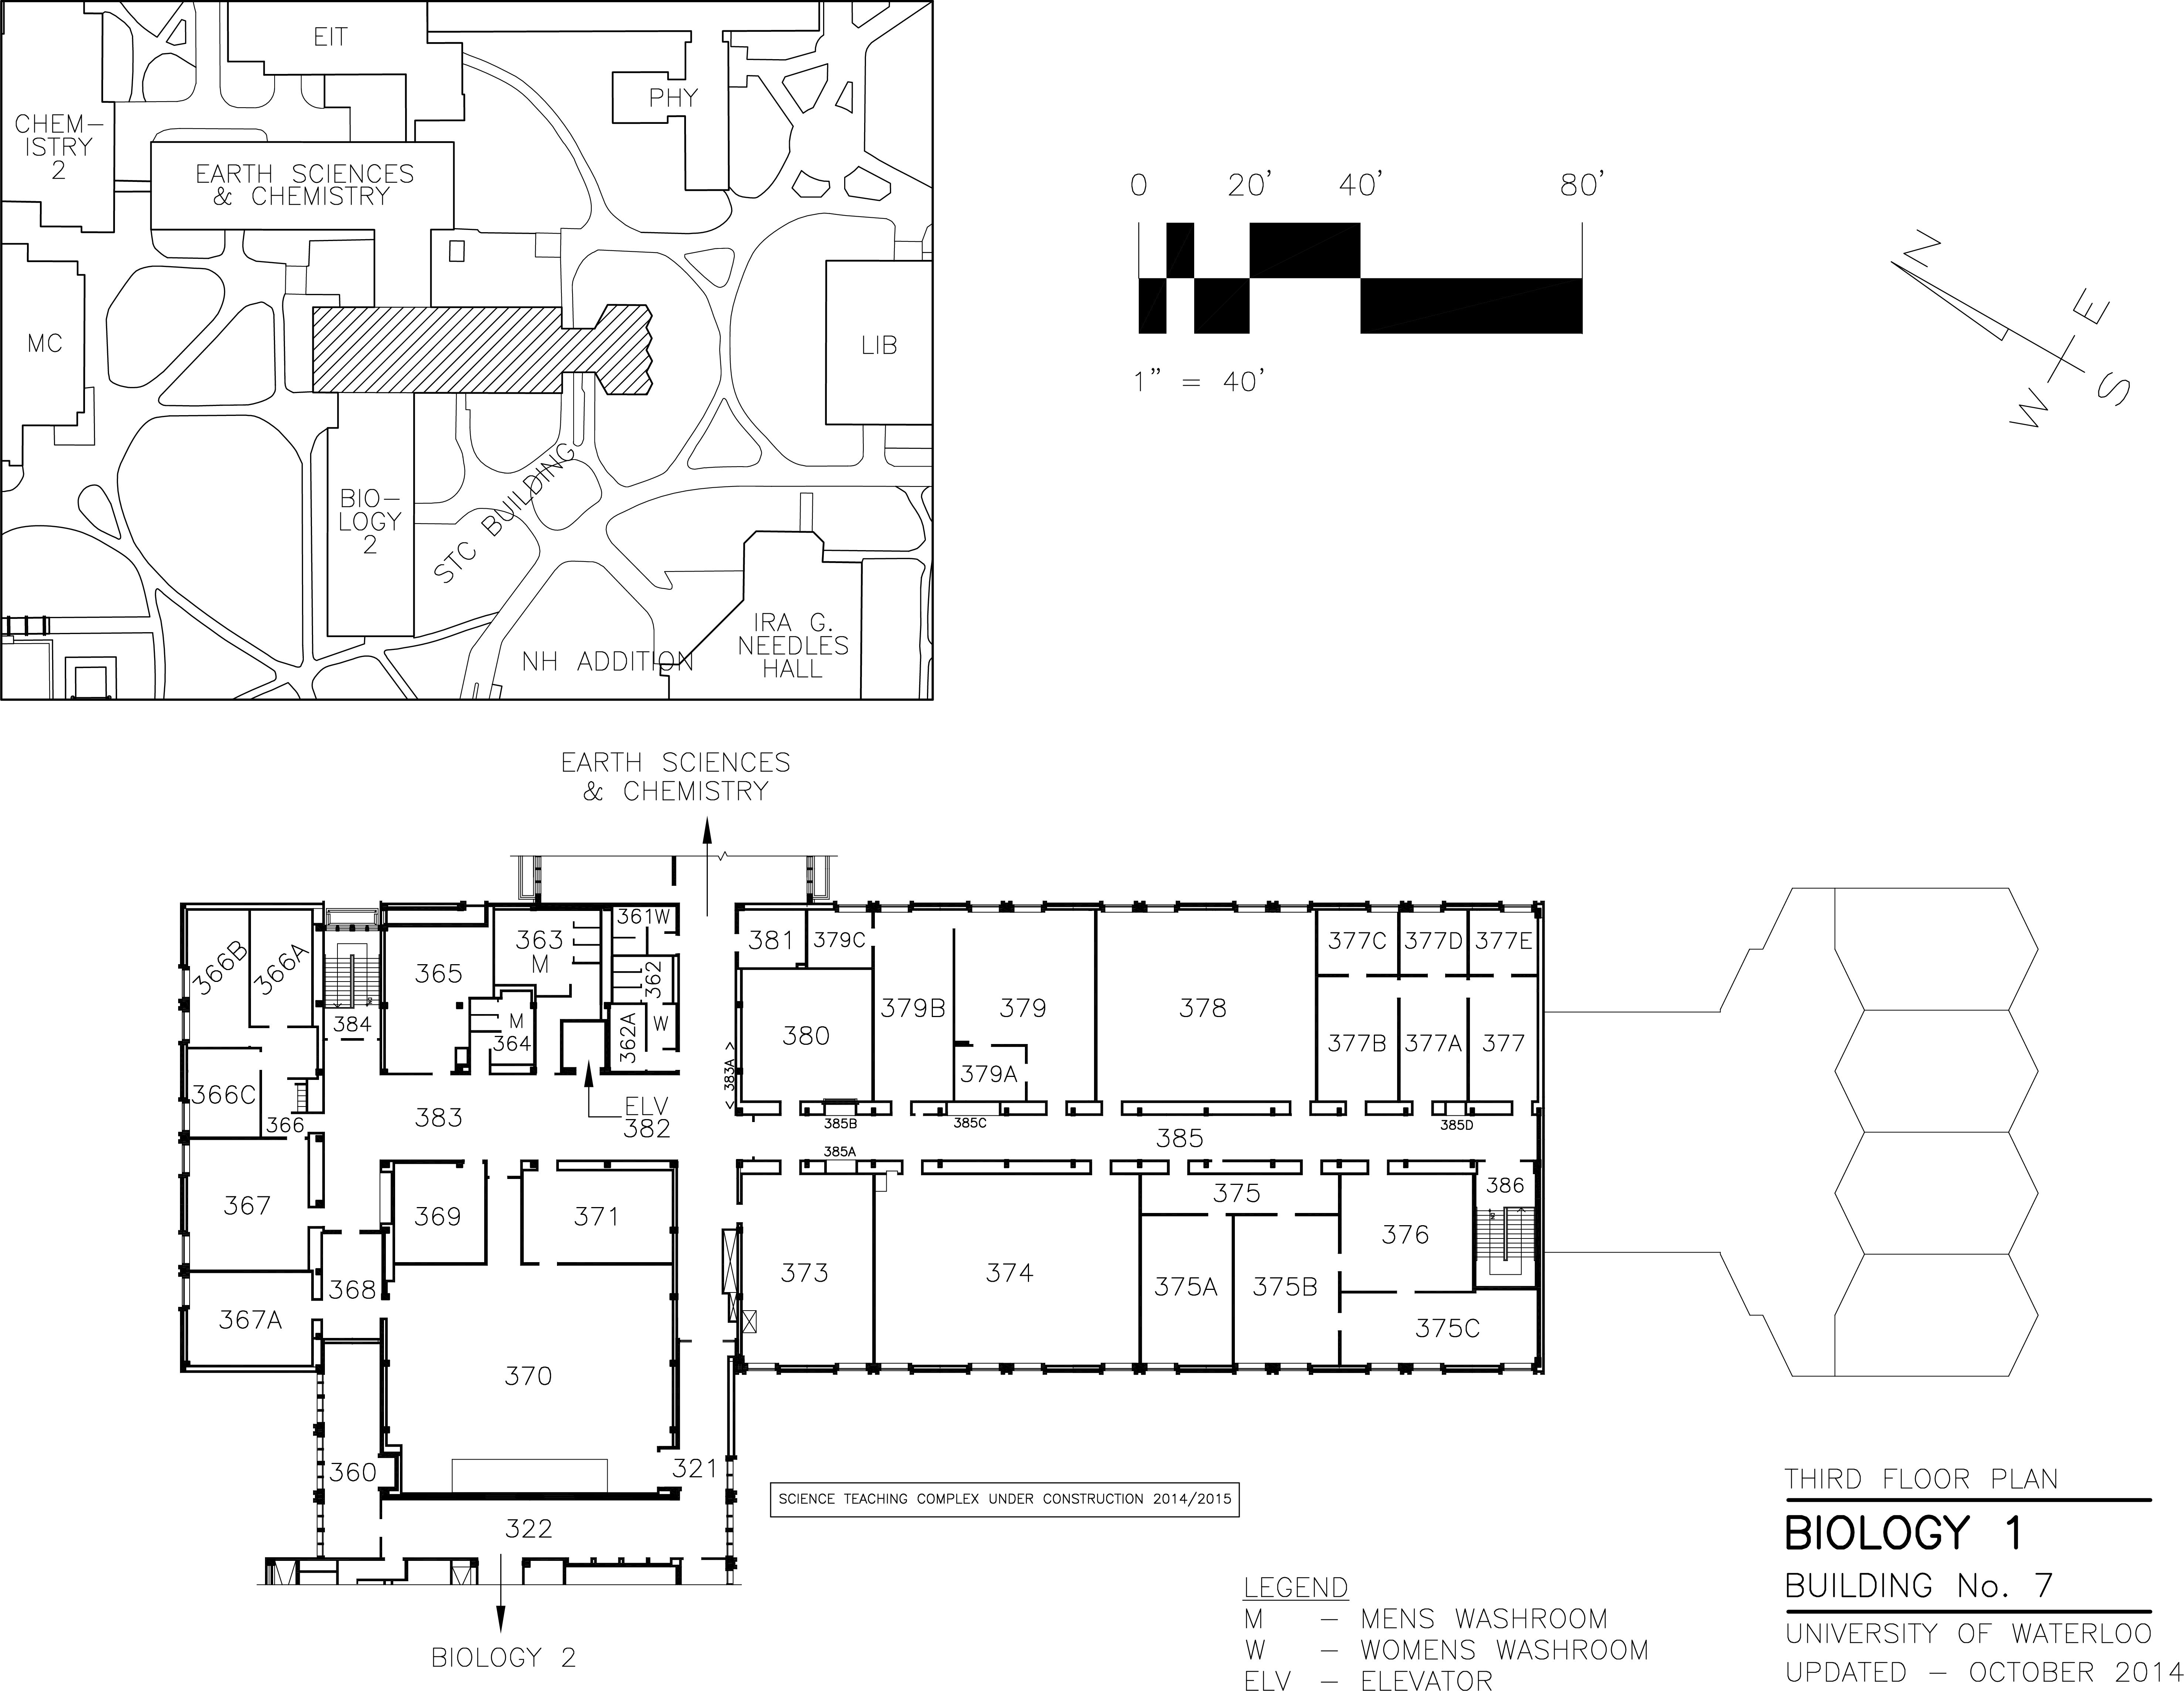 EIT
PHY
CHEM-
ISTRY
2
EARTH SCIENCES
& CHEMISTRY
MC
LIB
BIO-
LOGY
2
STC BUILDING
IRA G.
NEEDLES
HALL
NH ADDITION
0 20' 40' 80'
1" = 40'
N
E
W
S
EARTH SCIENCES
& CHEMISTRY
361W
363
M
381
379C
377C
377D
377E
366B
366A
365
362
384
M
364
362A
W
380
379B
379
378
377B
377A
377
379A
< 383A >
366C
366
383
ELV
382
385B
385C
385
385D
385A
367
369
371
375
386
376
368
373
374
375A
375B
367A
375C
370
360
321
322
SCIENCE TEACHING COMPLEX UNDER CONSTRUCTION 2014/2015
BIOLOGY 2
DN
DN
LEGEND
M - MENS WASHROOM
W - WOMENS WASHROOM
ELV - ELEVATOR
THIRD FLOOR PLAN
BIOLOGY 1
BUILDING No. 7
UNIVERSITY OF WATERLOO
UPDATED - OCTOBER 2014